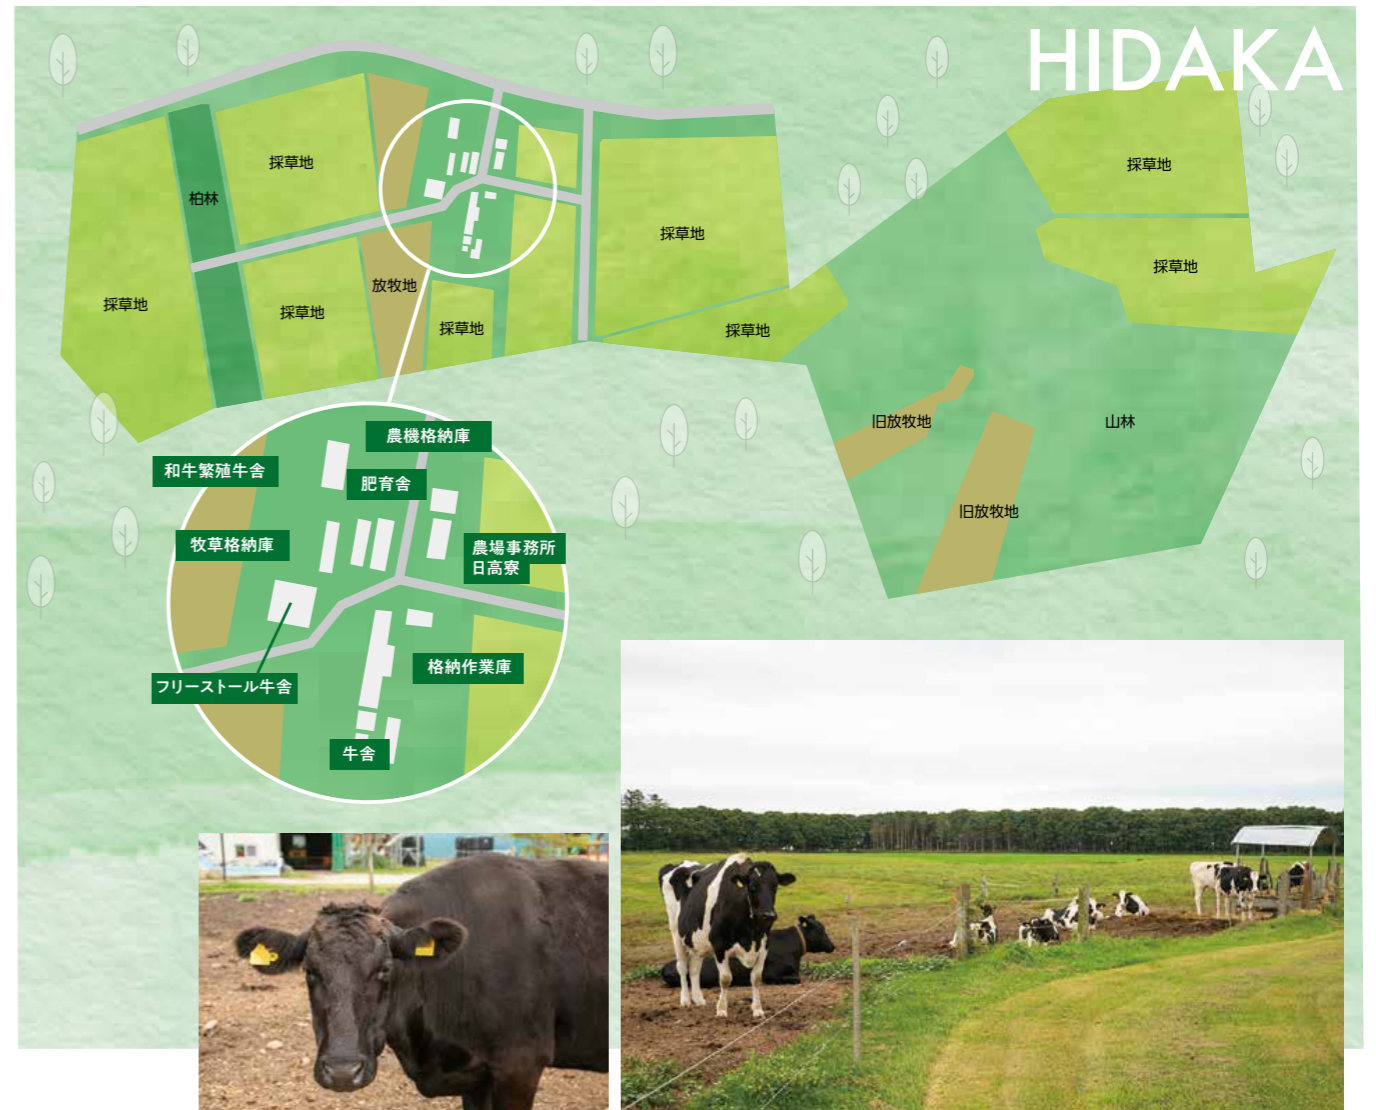 HIDAKA
採草地
柏林
採草地
採草地
採草地
放牧地
採草地
採草地
採草地
採草地
採草地
旧放牧地
山林
旧放牧地
農機格納庫
和牛繁殖牛舎
肥育舎
牧草格納庫
農場事務所
日高寮
フリーストール牛舎
格納作業庫
牛舎